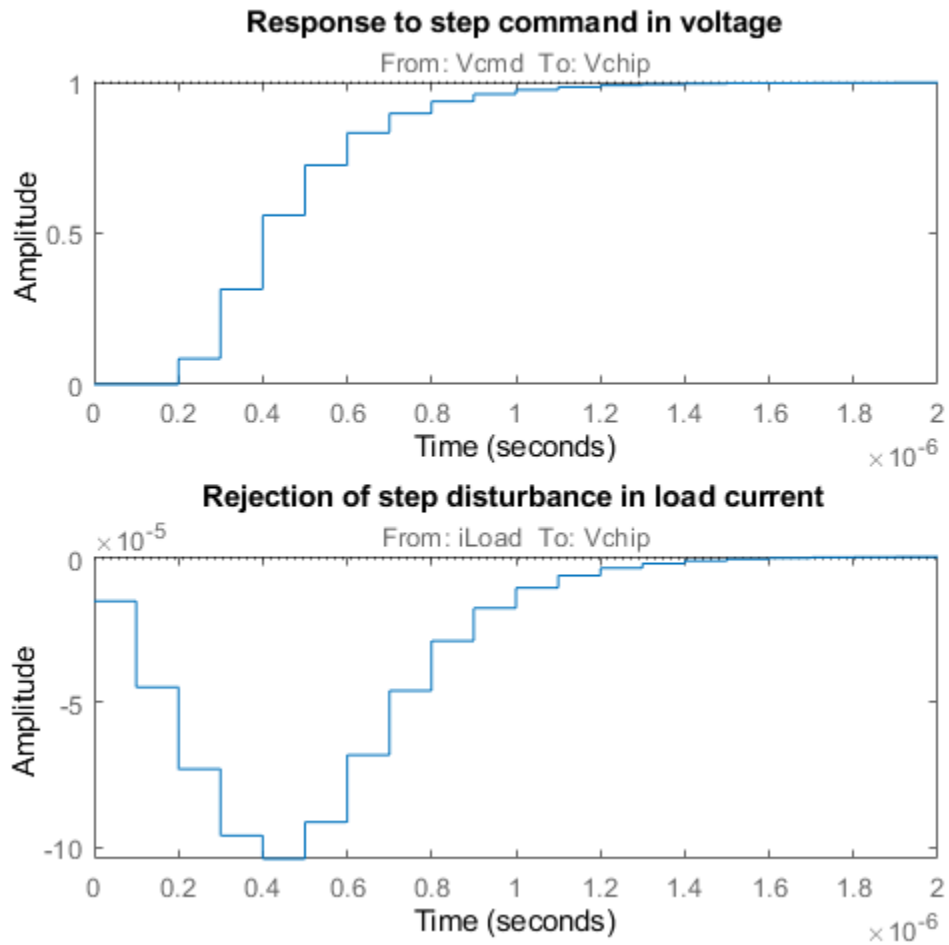 Response to step command in voltage
From: Vcmd To: Vchip
1
0.5
0
Amplitude
0 0.2 0.4 0.6 0.8 1 1.2 1.4 1.6 1.8 2
Time (seconds)
×10^-6
Rejection of step disturbance in load current
×10^-5
From: iLoad To: Vchip
0
-5
-10
Amplitude
0 0.2 0.4 0.6 0.8 1 1.2 1.4 1.6 1.8 2
Time (seconds)
×10^-6